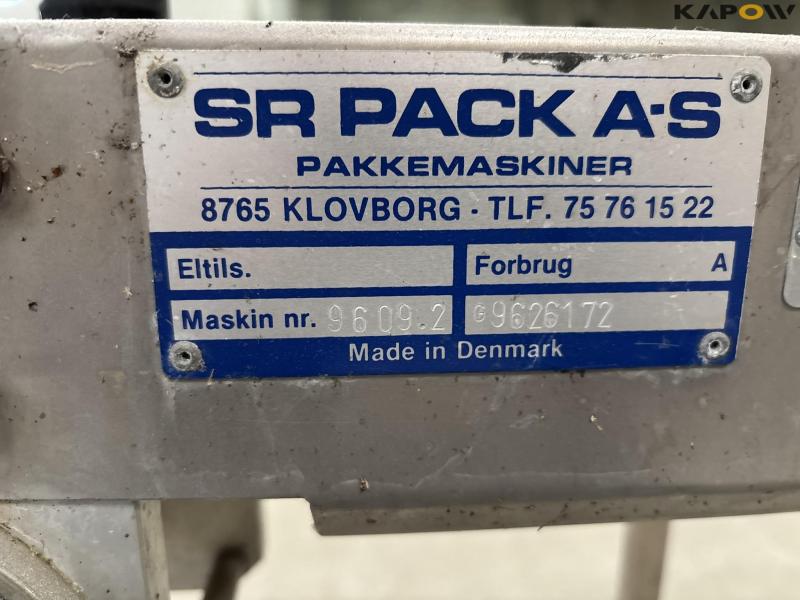 KAPOW
SR PACK A-S
PAKKEMASKINER
8765 KLOVBORG · TLF. 75 76 15 22
Eltils. Forbrug A
Maskin nr. 9609.2 G9626172
Made in Denmark